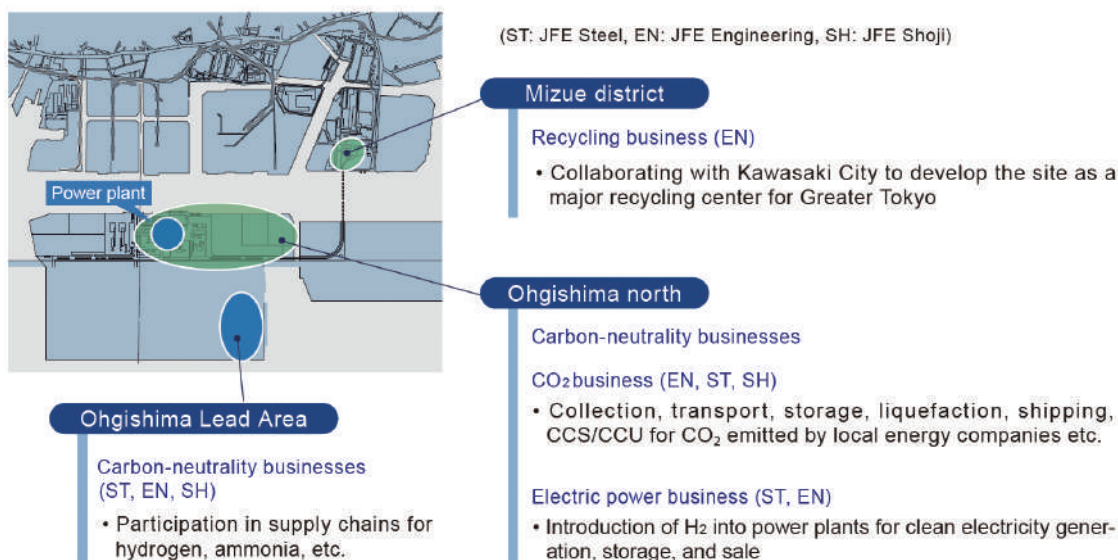 (ST: JFE Steel, EN: JFE Engineering, SH: JFE Shoji)
Mizue district
Recycling business (EN)
• Collaborating with Kawasaki City to develop the site as a
major recycling center for Greater Tokyo
Power plant
Ohgishima north
Carbon-neutrality businesses
CO₂ business (EN, ST, SH)
• Collection, transport, storage, liquefaction, shipping,
CCS/CCU for CO₂ emitted by local energy companies etc.
Electric power business (ST, EN)
• Introduction of H₂ into power plants for clean electricity gener-
ation, storage, and sale
Ohgishima Lead Area
Carbon-neutrality businesses
(ST, EN, SH)
• Participation in supply chains for
hydrogen, ammonia, etc.